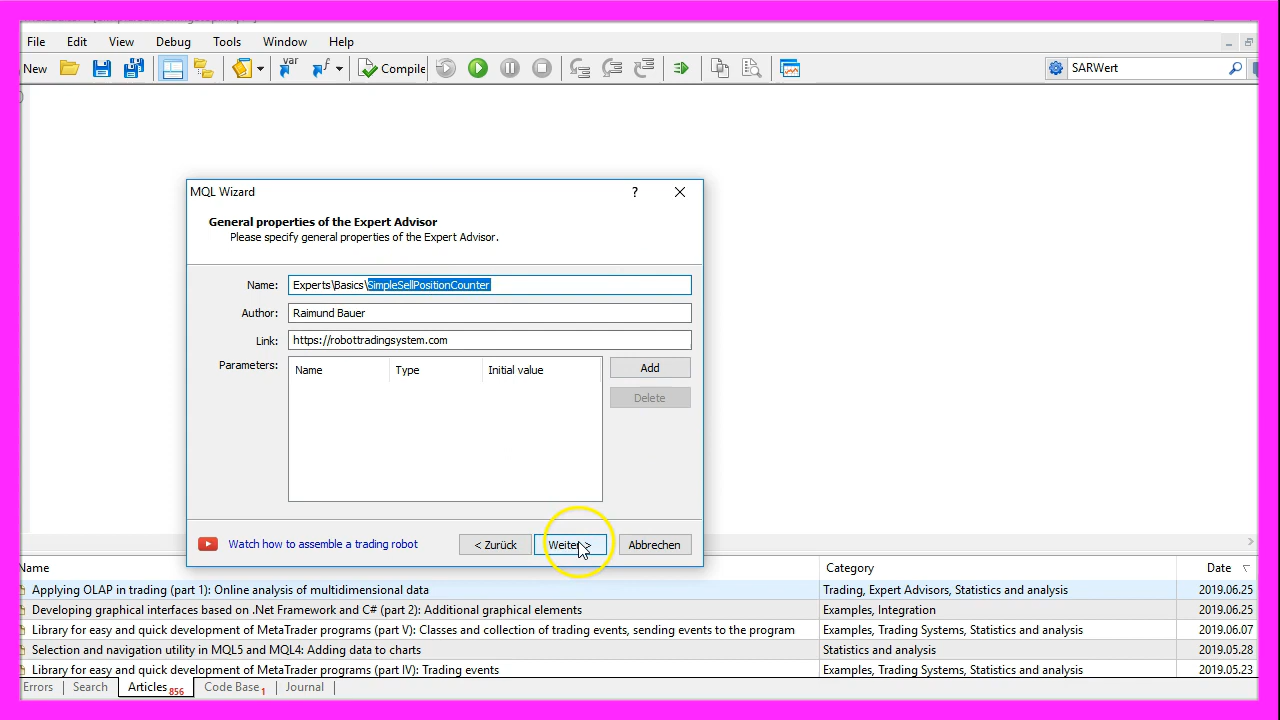 File Edit View Debug Tools Window Help
New var f Compile SARWert
MQL Wizard ?
General properties of the Expert Advisor
Please specify general properties of the Expert Advisor.
Name: Experts\Basics\SimpleSellPositionCounter
Author: Raimund Bauer
Link: https://robottradingsystem.com
Parameters: Name Type Initial value Add
Delete
Watch how to assemble a trading robot < Zurück Weiter > Abbrechen
Name Category Date
Applying OLAP in trading (part 1): Online analysis of multidimensional data Trading, Expert Advisors, Statistics and analysis 2019.06.25
Developing graphical interfaces based on .Net Framework and C# (part 2): Additional graphical elements Examples, Integration 2019.06.25
Library for easy and quick development of MetaTrader programs (part V): Classes and collection of trading events, sending events to the program Examples, Trading Systems, Statistics and analysis 2019.06.07
Selection and navigation utility in MQL5 and MQL4: Adding data to charts Statistics and analysis 2019.05.28
Library for easy and quick development of MetaTrader programs (part IV): Trading events Examples, Trading Systems, Statistics and analysis 2019.05.23
Errors Search Articles 856 Code Base 1 Journal